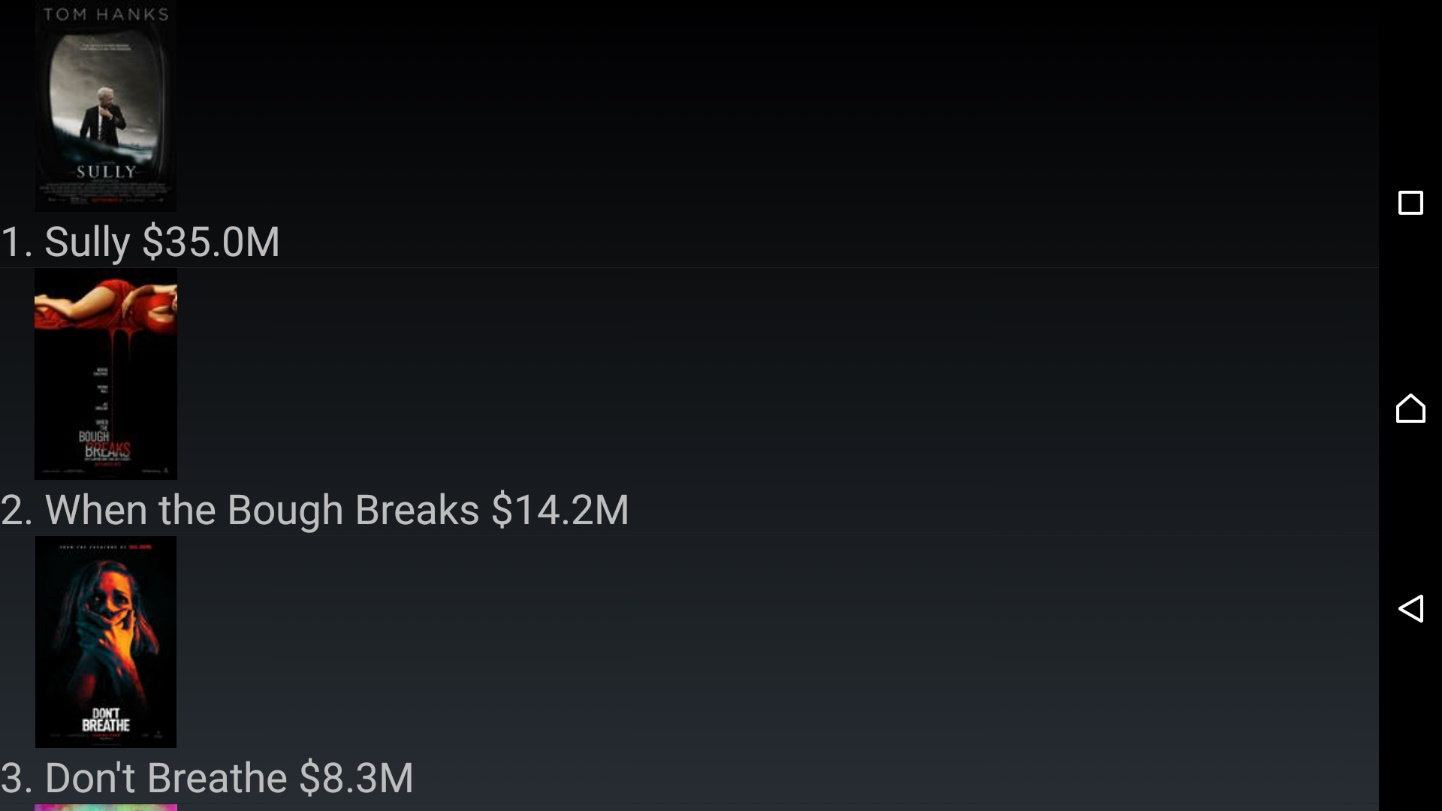 TOM HANKS
SULLY
1. Sully $35.0M
BOUGH
BREAKS
2. When the Bough Breaks $14.2M
DON'T
BREATHE
3. Don't Breathe $8.3M